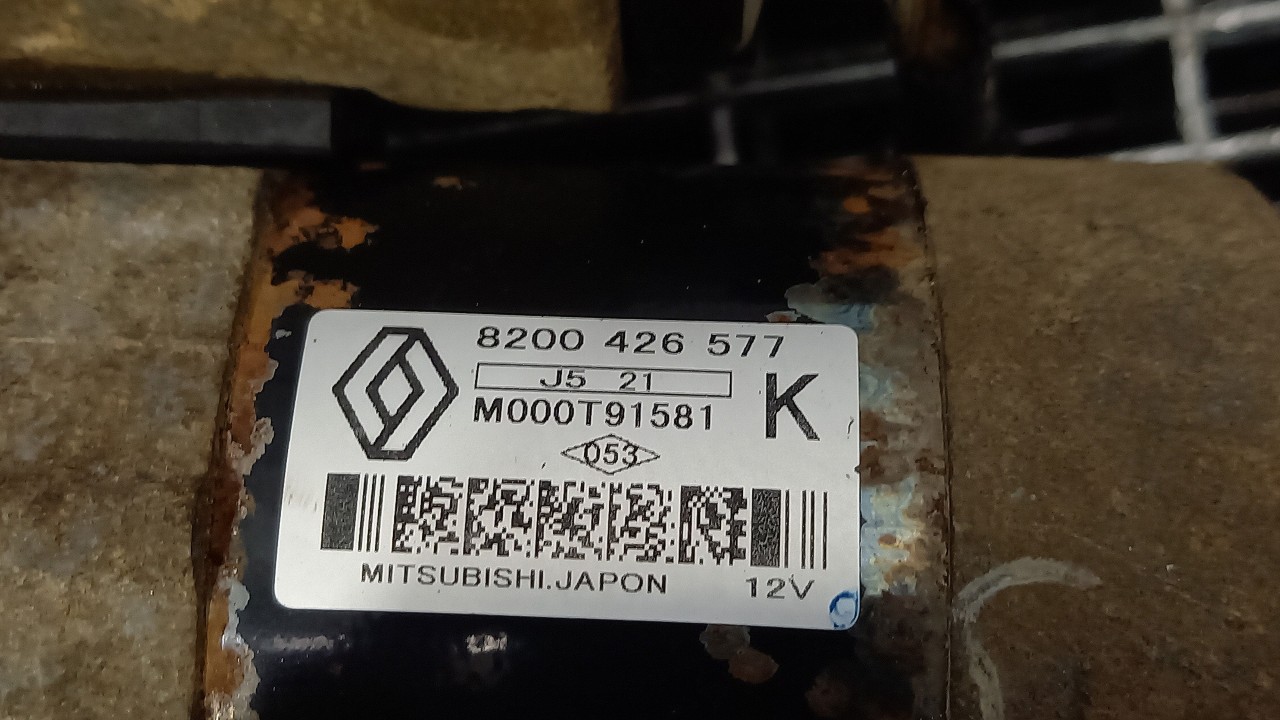 8200 426 577
J5 21
M000T91581
K
053
MITSUBISHI.JAPON
12V